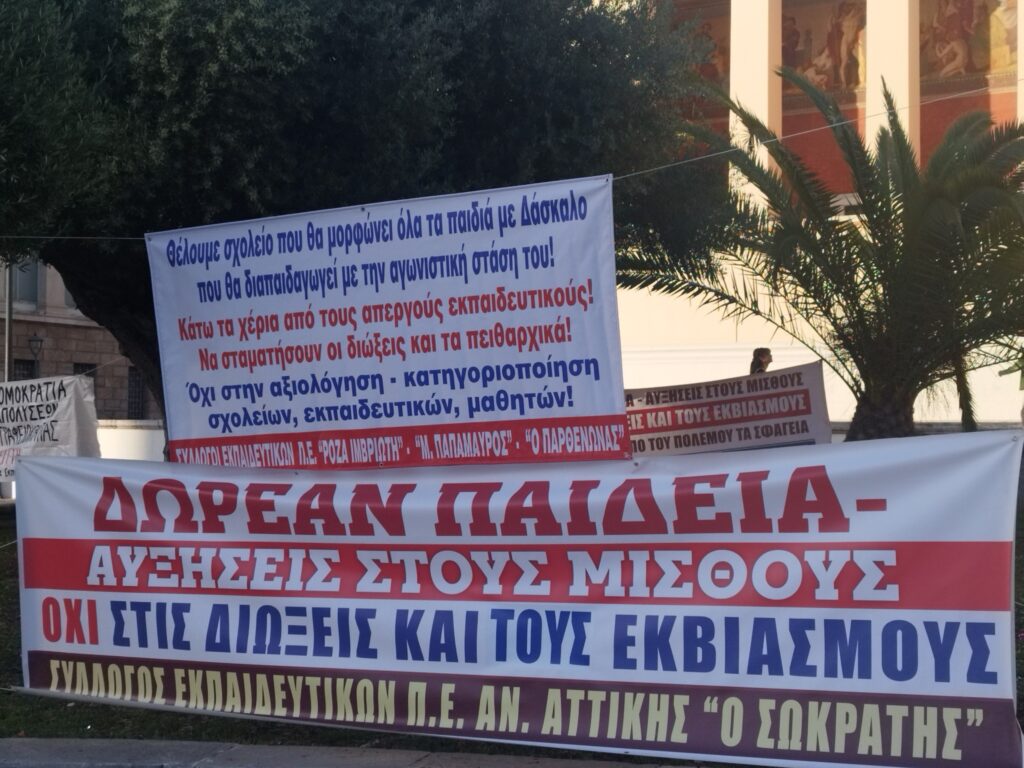 Θέλουμε σχολείο που θα μορφώνει όλα τα παιδιά με Δάσκαλο
που θα διαπαιδαγωγεί με την αγωνιστική στάση του!
Κάτω τα χέρια από τους απεργούς εκπαιδευτικούς!
Να σταματήσουν οι διώξεις και τα πειθαρχικά!
Όχι στην αξιολόγηση - κατηγοριοποίηση
σχολείων, εκπαιδευτικών, μαθητών!
ΣΥΛΛΟΓΟΙ ΕΚΠΑΙΔΕΥΤΙΚΩΝ Π.Ε. "ΡΟΖΑ ΙΜΒΡΙΩΤΗ" - "Μ. ΠΑΠΑΜΑΥΡΟΣ" - "Ο ΠΑΡΘΕΝΩΝΑΣ"
- ΑΥΞΗΣΕΙΣ ΣΤΟΥΣ ΜΙΣΘΟΥΣ
ΚΑΙ ΤΟΥΣ ΕΚΒΙΑΣΜΟΥΣ
ΤΟΥ ΠΟΛΕΜΟΥ ΤΑ ΣΦΑΓΕΙΑ
ΔΩΡΕΑΝ ΠΑΙΔΕΙΑ-
ΑΥΞΗΣΕΙΣ ΣΤΟΥΣ ΜΙΣΘΟΥΣ
ΟΧΙ ΣΤΙΣ ΔΙΩΞΕΙΣ ΚΑΙ ΤΟΥΣ ΕΚΒΙΑΣΜΟΥΣ
ΣΥΛΛΟΓΟΣ ΕΚΠΑΙΔΕΥΤΙΚΩΝ Π.Ε. ΑΝ. ΑΤΤΙΚΗΣ "Ο ΣΩΚΡΑΤΗΣ"